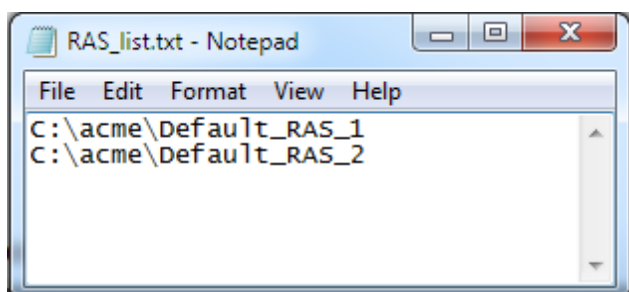 RAS_list.txt - Notepad
File Edit Format View Help
C:\acme\Default_RAS_1
C:\acme\Default_RAS_2